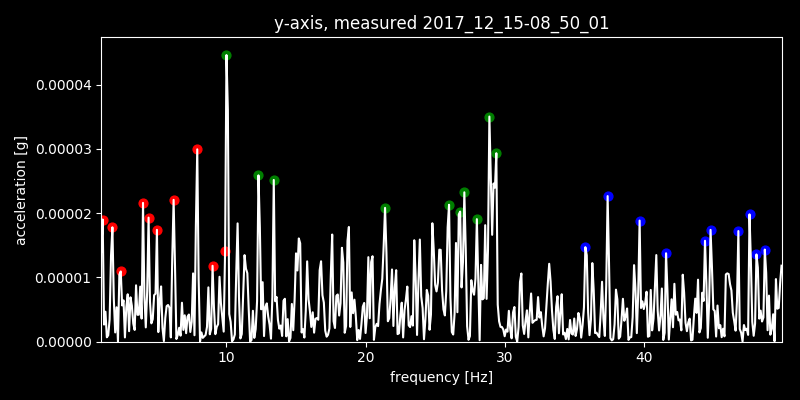 y-axis, measured 2017_12_15-08_50_01
0.00004
0.00003
0.00002
0.00001
0.00000
acceleration [g]
10 20 30 40
frequency [Hz]